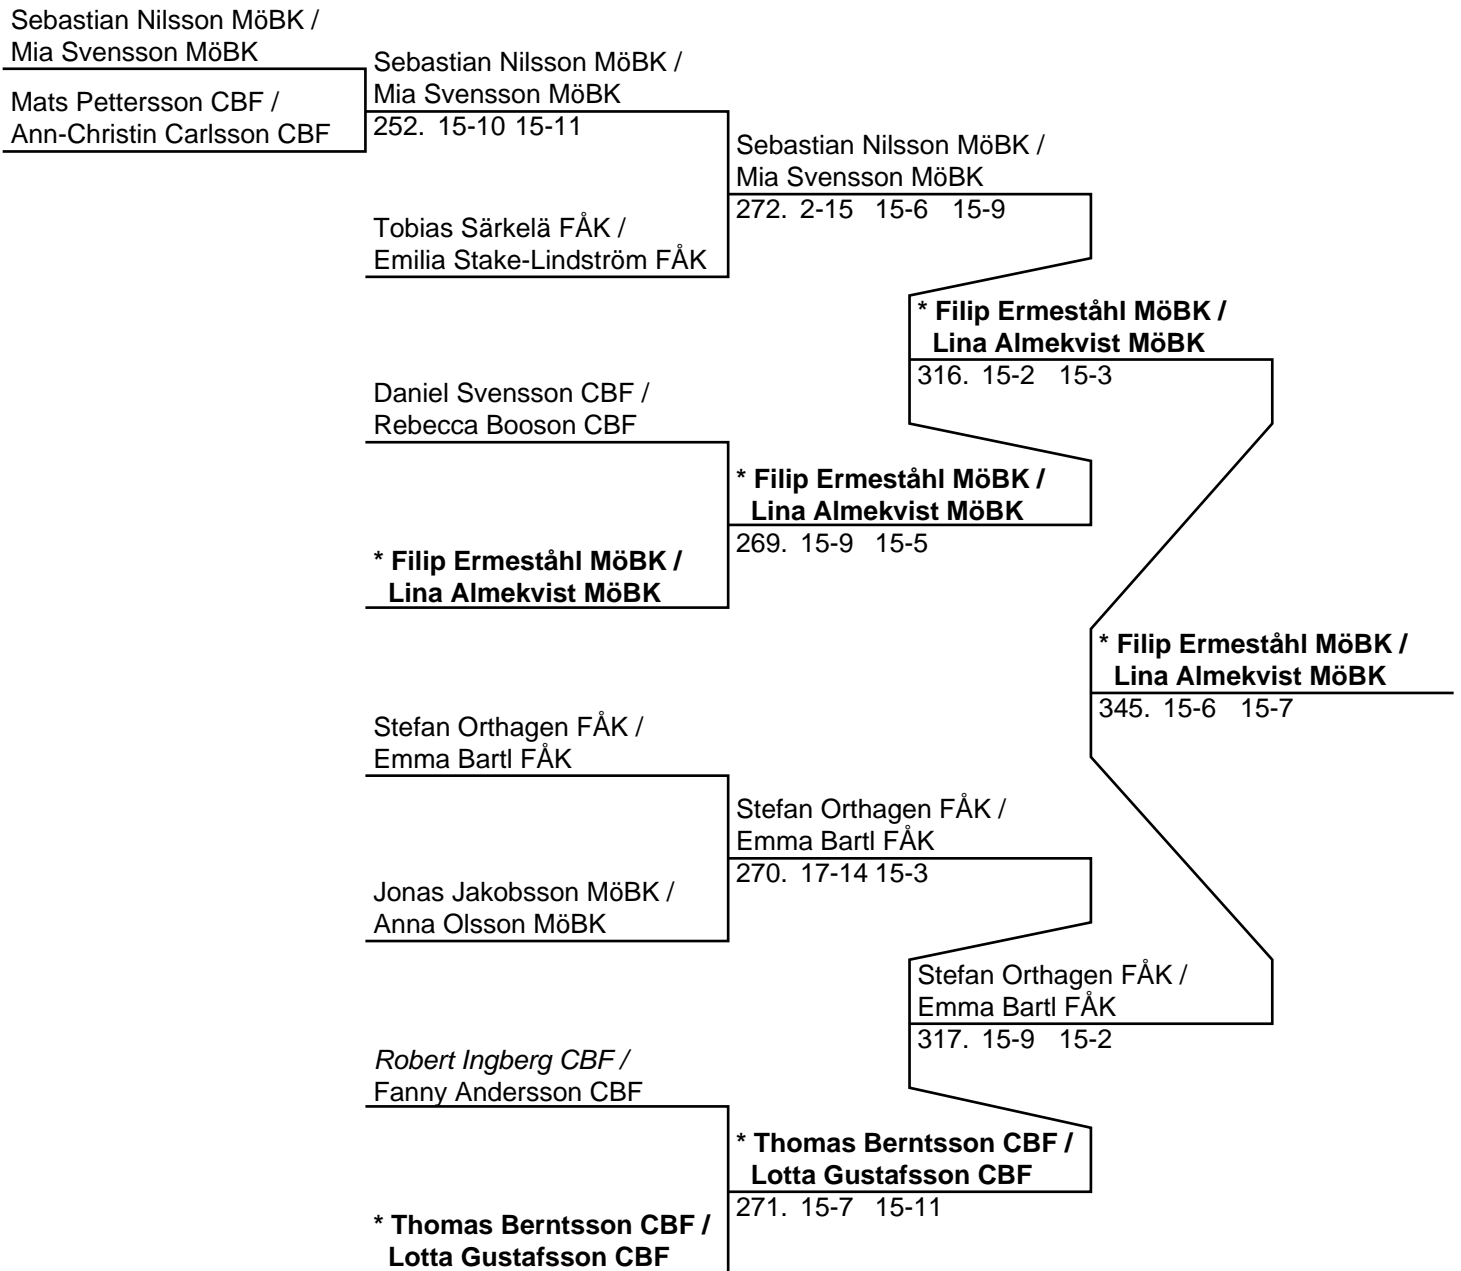 Sebastian Nilsson MöBK /
Mia Svensson MöBK
Mats Pettersson CBF /
Ann-Christin Carlsson CBF
Sebastian Nilsson MöBK /
Mia Svensson MöBK
252. 15-10 15-11
Tobias Särkelä FÅK /
Emilia Stake-Lindström FÅK
Sebastian Nilsson MöBK /
Mia Svensson MöBK
272. 2-15 15-6 15-9
Daniel Svensson CBF /
Rebecca Booson CBF
* Filip Ermeståhl MöBK /
Lina Almekvist MöBK
* Filip Ermeståhl MöBK /
Lina Almekvist MöBK
269. 15-9 15-5
* Filip Ermeståhl MöBK /
Lina Almekvist MöBK
316. 15-2 15-3
Stefan Orthagen FÅK /
Emma Bartl FÅK
Jonas Jakobsson MöBK /
Anna Olsson MöBK
Stefan Orthagen FÅK /
Emma Bartl FÅK
270. 17-14 15-3
Robert Ingberg CBF /
Fanny Andersson CBF
* Thomas Berntsson CBF /
Lotta Gustafsson CBF
* Thomas Berntsson CBF /
Lotta Gustafsson CBF
271. 15-7 15-11
Stefan Orthagen FÅK /
Emma Bartl FÅK
317. 15-9 15-2
* Filip Ermeståhl MöBK /
Lina Almekvist MöBK
345. 15-6 15-7